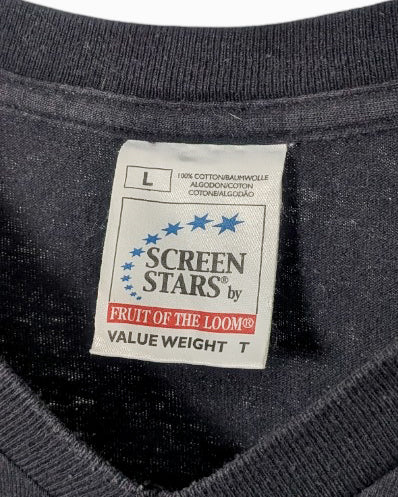 L
100% COTTON/BAUMWOLLE
ALGODON/COTON
COTONE/ALGODÃO
SCREEN
STARS® by
FRUIT OF THE LOOM®
VALUE WEIGHT T